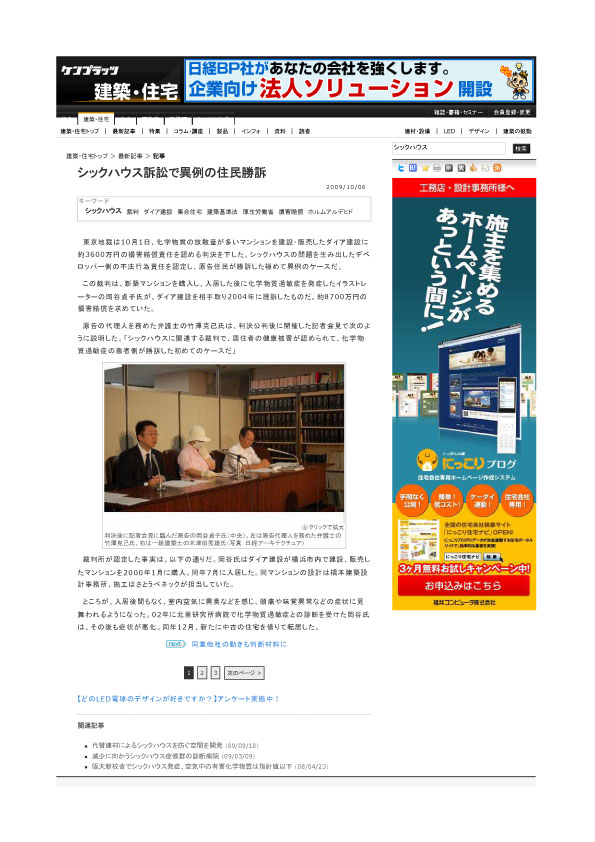 ケンプラッツ
建築・住宅
日経BP社があなたの会社を強くします。
企業向け 法人ソリューション 開設
雑誌・書籍・セミナー | 会員登録・変更
建築・住宅
建築・住宅トップ | 最新記事 | 特集 | コラム・講座 | 製品 | インフォ | 資料 | 読者
建材・設備 | LED | デザイン | 建築の鼓動
シックハウス
検索
建築・住宅トップ > 最新記事 > 記事
シックハウス訴訟で異例の住民勝訴
2009/10/06
キーワード
シックハウス 裁判 ダイア建設 集合住宅 建築基準法 厚生労働省 損害賠償 ホルムアルデヒド
東京地裁は10月1日、化学物質の放散量が多いマンションを建設・販売したダイア建設に
約3600万円の損害賠償責任を認める判決を下した。シックハウスの問題を生み出したデベ
ロッパー側の不法行為責任を認定し、原告住民が勝訴した極めて異例のケースだ。
この裁判は、新築マンションを購入し、入居した後に化学物質過敏症を発症したイラストレ
ーターの岡谷貞子氏が、ダイア建設を相手取り2004年に提訴したものだ。約8700万円の
損害賠償を求めていた。
原告の代理人を務めた弁護士の竹澤克己氏は、判決公判後に開催した記者会見で次のよ
うに説明した。「シックハウスに関連する裁判で、居住者の健康被害が認められて、化学物
質過敏症の患者側が勝訴した初めてのケースだ」
クリックで拡大
判決後に記者会見に臨んだ原告の岡谷貞子氏（中央）。左は原告代理人を務めた弁護士の
竹澤克己氏、右は一級建築士の木津田秀雄氏（写真：日経アーキテクチュア）
裁判所が認定した事実は、以下の通りだ。岡谷氏はダイア建設が横浜市内で建設、販売し
たマンションを2000年1月に購入。同年7月に入居した。同マンションの設計は橋本建築設
計事務所、施工はさとうベネックが担当していた。
ところが、入居後間もなく、室内空気に異臭などを感じ、頭痛や味覚異常などの症状に見
舞われるようになった。02年に北里研究所病院で化学物質過敏症との診断を受けた岡谷氏
は、その後も症状が悪化。同年12月、新たに中古の住宅を借りて転居した。
next 同業他社の動きも判断材料に
1 2 3 次のページ >
【どのLED電球のデザインが好きですか？】アンケート実施中！
関連記事
代替建材によるシックハウスを防ぐ空間を開発 (09/09/18)
減少に向かうシックハウス症候群の診断病院 (09/03/09)
阪大新校舎でシックハウス発症、空気中の有害化学物質は指針値以下 (08/04/23)
工務店・設計事務所様へ
施主を集める
ホームページが
あっという間に！
にっこりブログ
住宅会社専用ホームページ作成システム
手間なく公開！
簡単！低コスト！
ケータイ連動！
住宅会社専用！
全国の住宅会社検索サイト
「にっこり住宅ナビ」OPEN!
にっこり住宅ナビ 検索
3ヶ月無料お試しキャンペーン中！
お申込みはこちら
福井コンピュータ株式会社